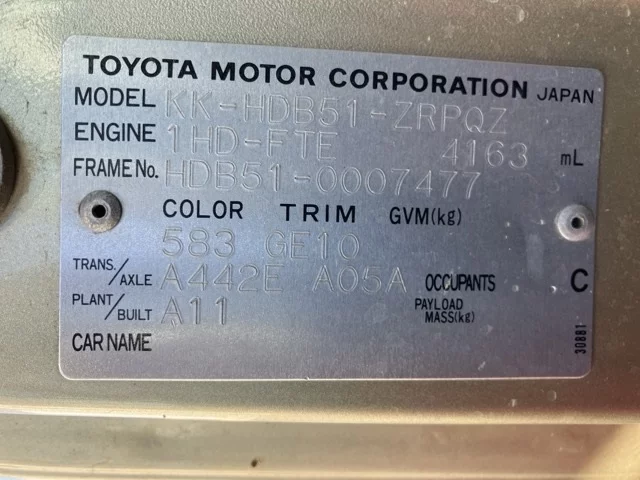 TOYOTA MOTOR CORPORATION JAPAN
MODEL KK-HDB51-ZRPQZ
ENGINE 1HD-FTE 4163 mL
FRAME No. HDB51-0007477
COLOR TRIM GVM(kg)
583 GE10
TRANS./AXLE A442E A05A OCCUPANTS C
PLANT/BUILT A11 PAYLOAD MASS(kg)
CAR NAME
30881